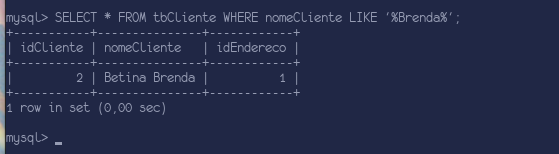 mysql> SELECT * FROM tbCliente WHERE nomeCliente LIKE '%Brenda%';
+-----------+---------------+------------+
| idCliente | nomeCliente   | idEndereco |
+-----------+---------------+------------+
|         2 | Betina Brenda |          1 |
+-----------+---------------+------------+
1 row in set (0,00 sec)
mysql> _